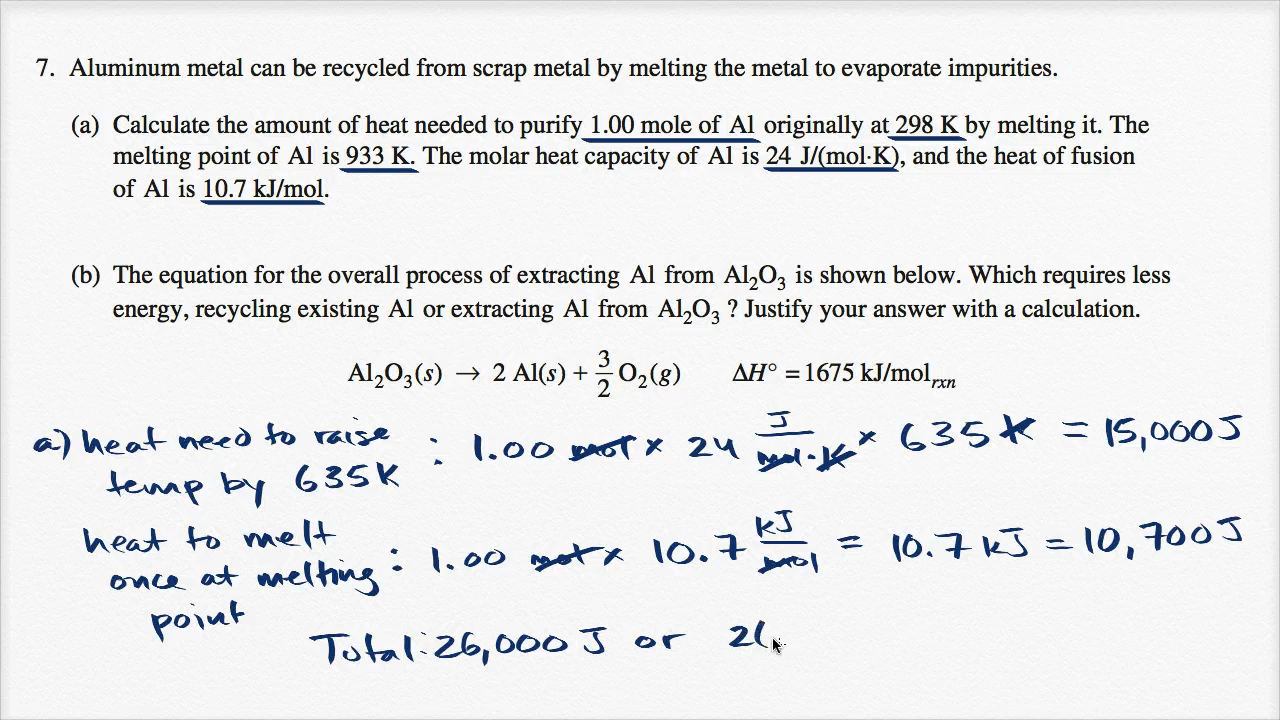 7. Aluminum metal can be recycled from scrap metal by melting the metal to evaporate impurities.
(a) Calculate the amount of heat needed to purify 1.00 mole of Al originally at 298 K by melting it. The
melting point of Al is 933 K. The molar heat capacity of Al is 24 J/(mol·K), and the heat of fusion
of Al is 10.7 kJ/mol.
(b) The equation for the overall process of extracting Al from Al₂O₃ is shown below. Which requires less
energy, recycling existing Al or extracting Al from Al₂O₃ ? Justify your answer with a calculation.
Al₂O₃(s) → 2 Al(s) + 3/2 O₂(g) ΔH° = 1675 kJ/molᵣₓₙ
a) heat need to raise
temp by 635K : 1.00 mol × 24 J/mol·K × 635 K = 15,000 J
heat to melt
once at melting : 1.00 mol × 10.7 kJ/mol = 10.7 kJ = 10,700 J
point
Total: 26,000 J or 2